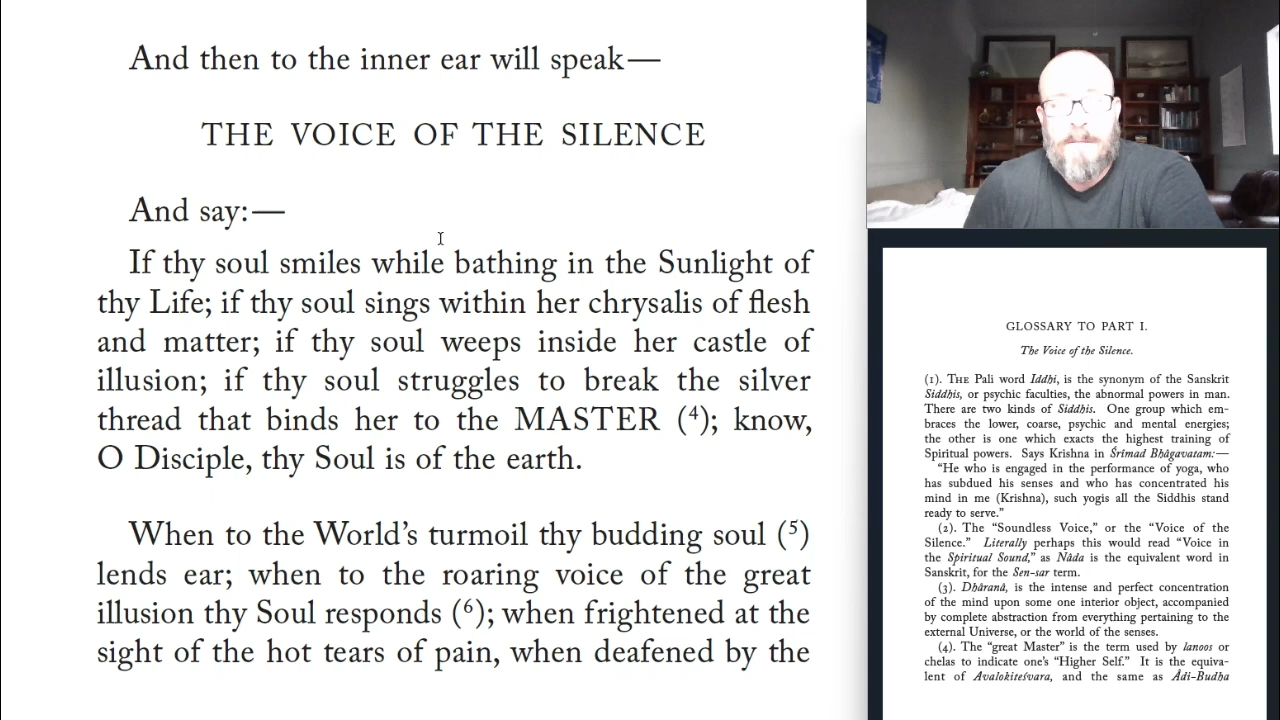 And then to the inner ear will speak—
THE VOICE OF THE SILENCE
And say:—
If thy soul smiles while bathing in the Sunlight of
thy Life; if thy soul sings within her chrysalis of flesh
and matter; if thy soul weeps inside her castle of
illusion; if thy soul struggles to break the silver
thread that binds her to the MASTER (⁴); know,
O Disciple, thy Soul is of the earth.
When to the World’s turmoil thy budding soul (⁵)
lends ear; when to the roaring voice of the great
illusion thy Soul responds (⁶); when frightened at the
sight of the hot tears of pain, when deafened by the
GLOSSARY TO PART I.
The Voice of the Silence.
(1). THE Pali word Iddhi, is the synonym of the Sanskrit
Siddhis, or psychic faculties, the abnormal powers in man.
There are two kinds of Siddhis. One group which em-
braces the lower, coarse, psychic and mental energies;
the other is one which exacts the highest training of
Spiritual powers. Says Krishna in Śrîmad Bhâgavatam:—
“He who is engaged in the performance of yoga, who
has subdued his senses and who has concentrated his
mind in me (Krishna), such yogis all the Siddhis stand
ready to serve.”
(2). The “Soundless Voice,” or the “Voice of the
Silence.” Literally perhaps this would read “Voice in
the Spiritual Sound,” as Nâda is the equivalent word in
Sanskrit, for the Sen-sar term.
(3). Dhâranâ, is the intense and perfect concentration
of the mind upon some one interior object, accompanied
by complete abstraction from everything pertaining to the
external Universe, or the world of the senses.
(4). The “great Master” is the term used by lanoos or
chelas to indicate one’s “Higher Self.” It is the equiva-
lent of Avalokiteśvara, and the same as Âdi-Budha